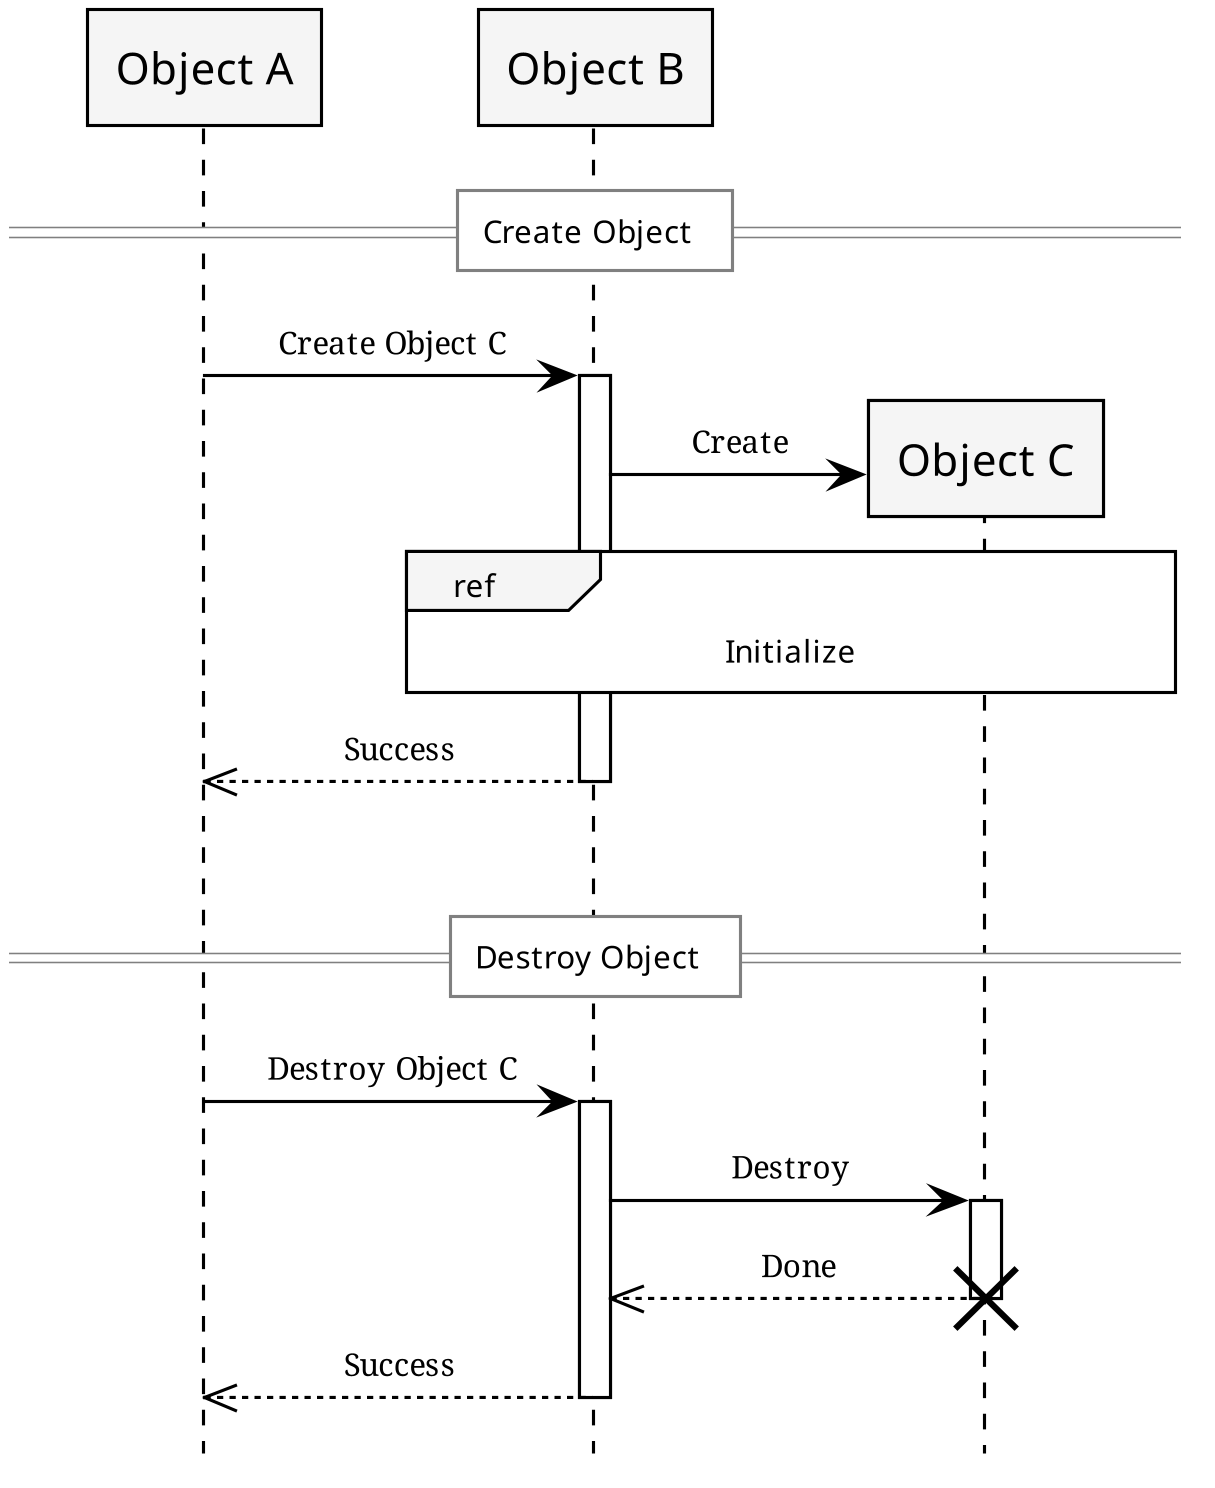 Object A
Object B
Create Object
Create Object C
Create
Object C
ref
Initialize
Success
Destroy Object
Destroy Object C
Destroy
Done
Success